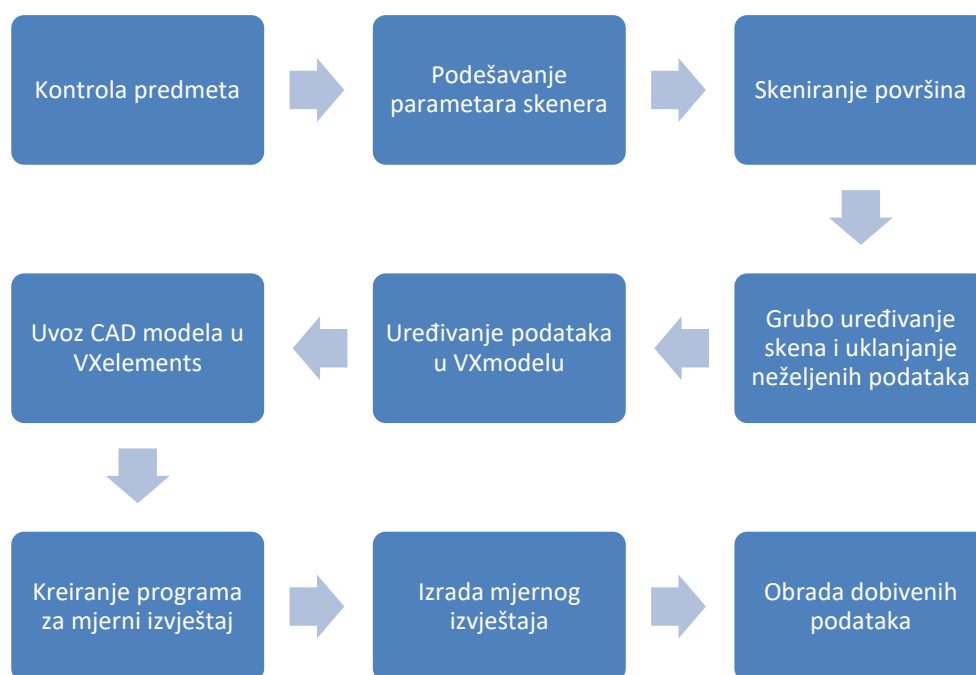 Kontrola predmeta
Podešavanje
parametara skenera
Skeniranje površina
Grubo uređivanje
skena i uklanjanje
neželjenih podataka
Uređivanje podataka
u VXmodelu
Uvoz CAD modela u
VXelements
Kreiranje programa
za mjerni izvještaj
Izrada mjernog
izvještaja
Obrada dobivenih
podataka